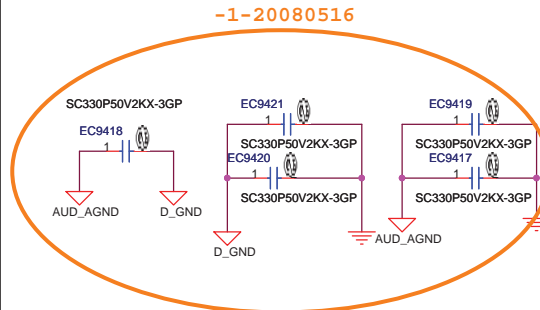 -1-20080516
SC330P50V2KX-3GP
EC9418
1
AUD_AGND
D_GND
EC9421
1
SC330P50V2KX-3GP
EC9420
1
SC330P50V2KX-3GP
D_GND
EC9419
1
SC330P50V2KX-3GP
EC9417
1
SC330P50V2KX-3GP
AUD_AGND